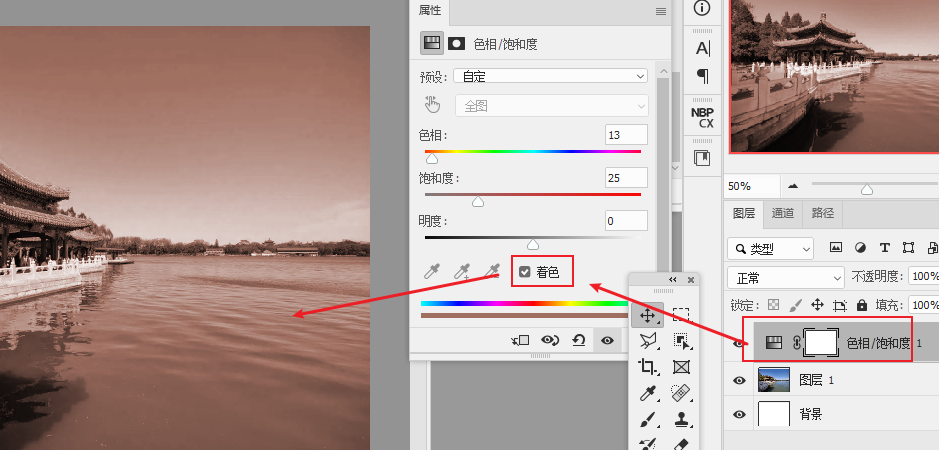 属性
色相/饱和度
预设:
自定
全图
色相:
13
饱和度:
25
明度:
0
着色
A
NBP
CX
50%
图层
通道
路径
类型
T
正常
不透明度:
100%
锁定:
填充:
100%
色相/饱和度 1
图层 1
背景